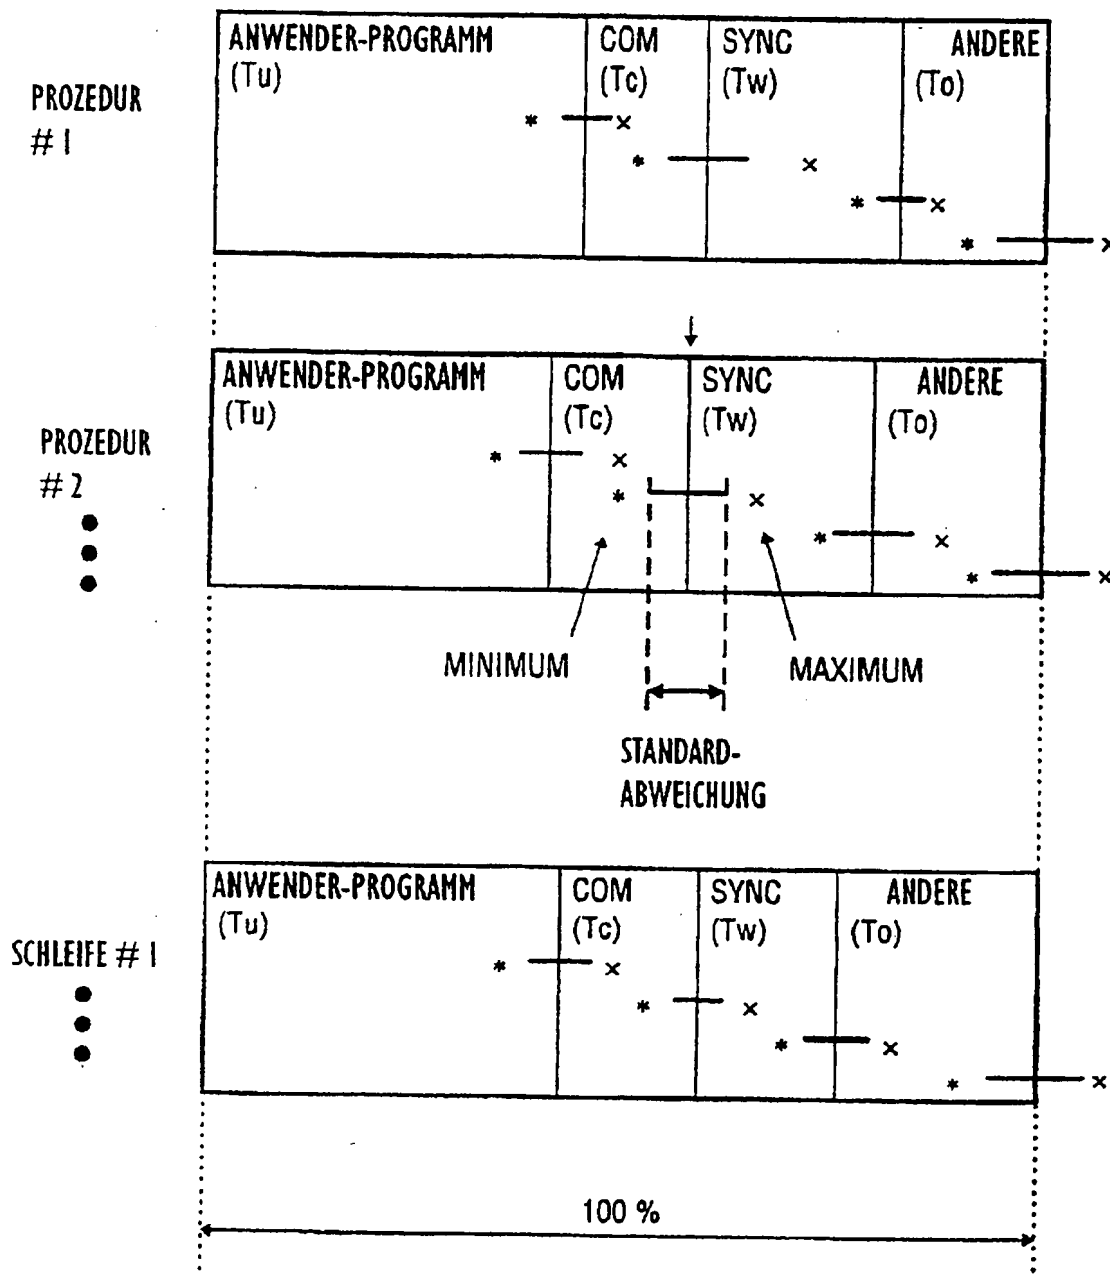 ANWENDER-PROGRAMM
(Tu)
COM
(Tc)
SYNC
(Tw)
ANDERE
(To)
PROZEDUR
#1
* x
* x
* x
* x
ANWENDER-PROGRAMM
(Tu)
COM
(Tc)
SYNC
(Tw)
ANDERE
(To)
PROZEDUR
#2
* x
* x
* x
* x
MINIMUM
MAXIMUM
STANDARD-
ABWEICHUNG
ANWENDER-PROGRAMM
(Tu)
COM
(Tc)
SYNC
(Tw)
ANDERE
(To)
SCHLEIFE #1
* x
* x
* x
* x
100 %